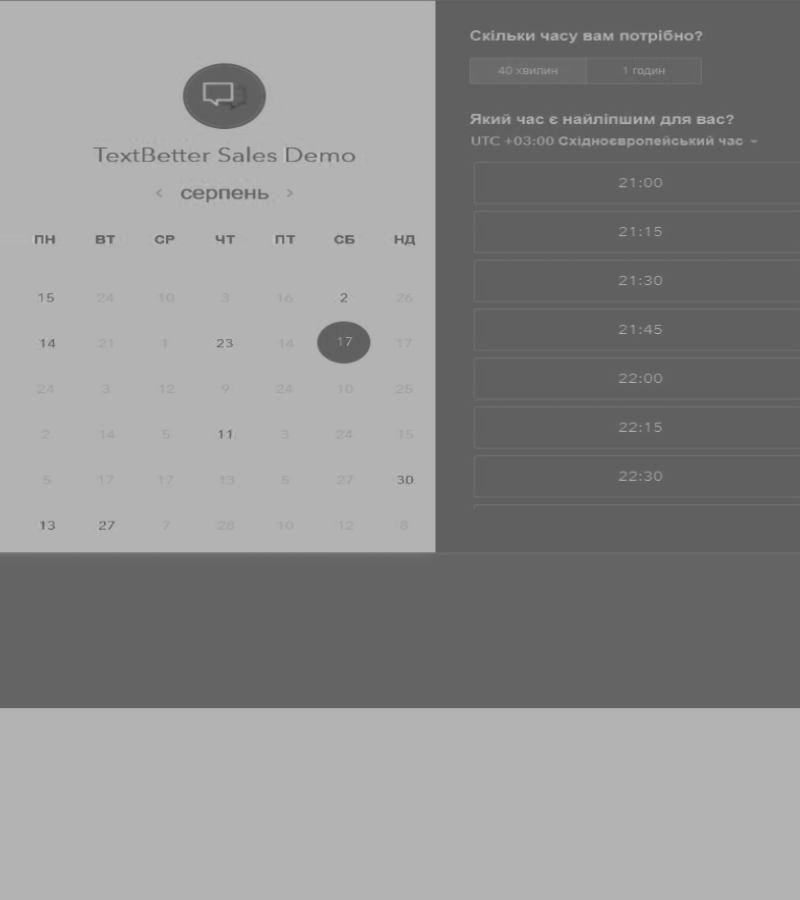 TextBetter Sales Demo
‹ серпень ›
ПН ВТ СР ЧТ ПТ СБ НД
15 24 10 3 16 2 26
14 21 1 23 14 17 17
24 3 12 9 24 10 25
2 14 5 11 3 24 15
5 17 17 13 5 27 30
13 27 7 28 10 12 8
Скільки часу вам потрібно?
40 хвилин 1 годин
Який час є найліпшим для вас?
UTC +03:00 Східноєвропейський час
21:00
21:15
21:30
21:45
22:00
22:15
22:30